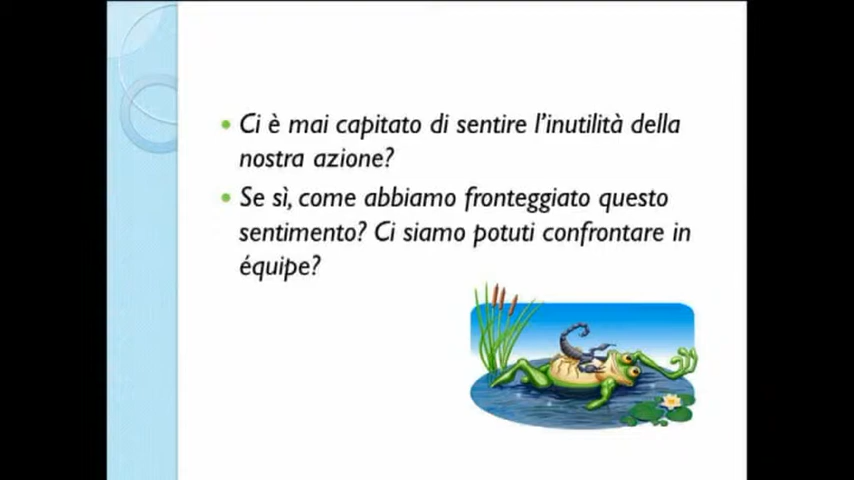 Ci è mai capitato di sentire l'inutilità della
nostra azione?
Se sì, come abbiamo fronteggiato questo
sentimento? Ci siamo potuti confrontare in
équipe?